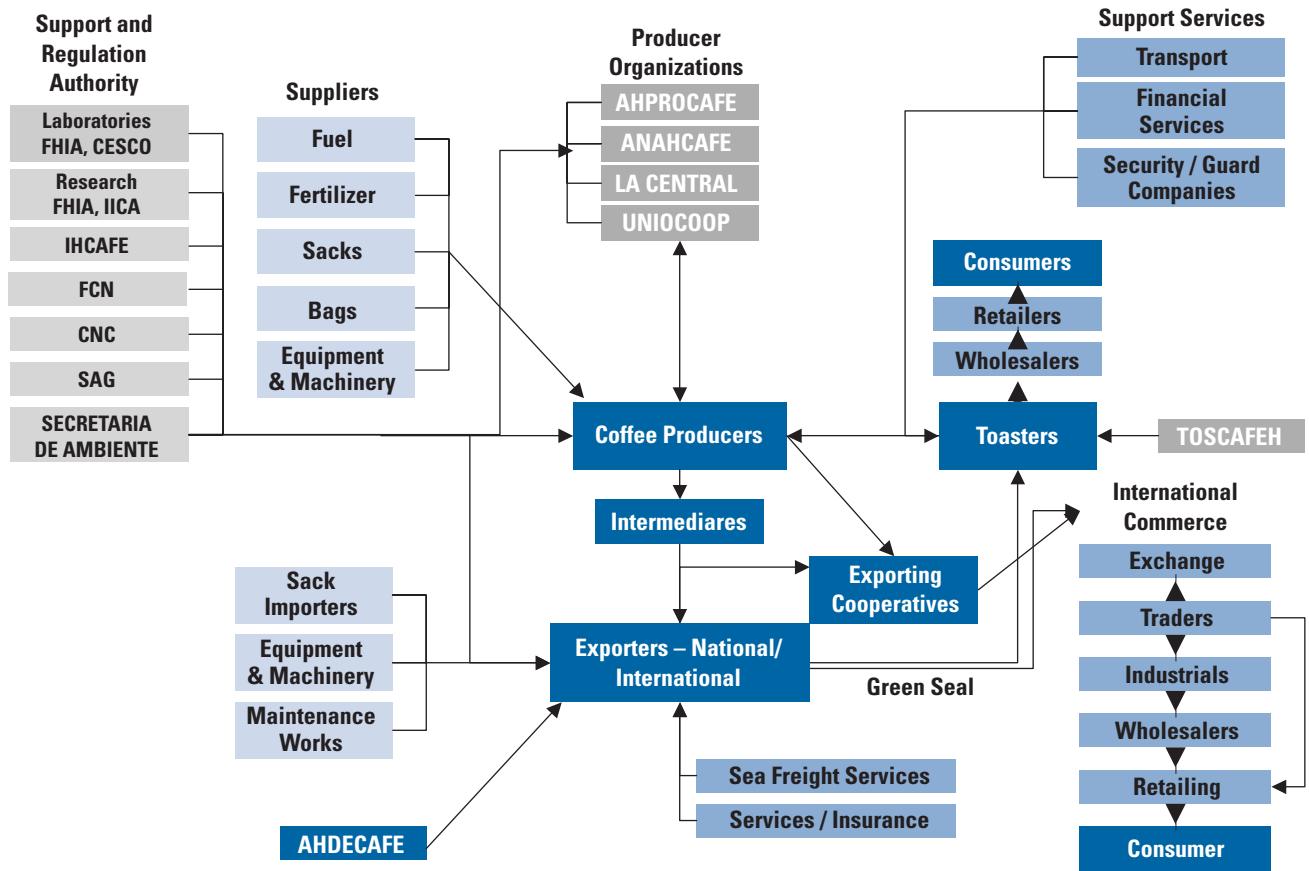 Support and
Regulation
Authority
Laboratories
FHIA, CESCO
Research
FHIA, IICA
IHCAFE
FCN
CNC
SAG
SECRETARIA
DE AMBIENTE
Suppliers
Fuel
Fertilizer
Sacks
Bags
Equipment
& Machinery
Producer
Organizations
AHPROCAFE
ANAHCAFE
LA CENTRAL
UNIOCOOP
Support Services
Transport
Financial
Services
Security / Guard
Companies
Consumers
Retailers
Wholesalers
Coffee Producers
Toasters
TOSCAFEH
Intermediares
Exporting
Cooperatives
Sack
Importers
Equipment
& Machinery
Maintenance
Works
Exporters – National/
International
Green Seal
Sea Freight Services
Services / Insurance
AHDECAFE
International
Commerce
Exchange
Traders
Industrials
Wholesalers
Retailing
Consumer